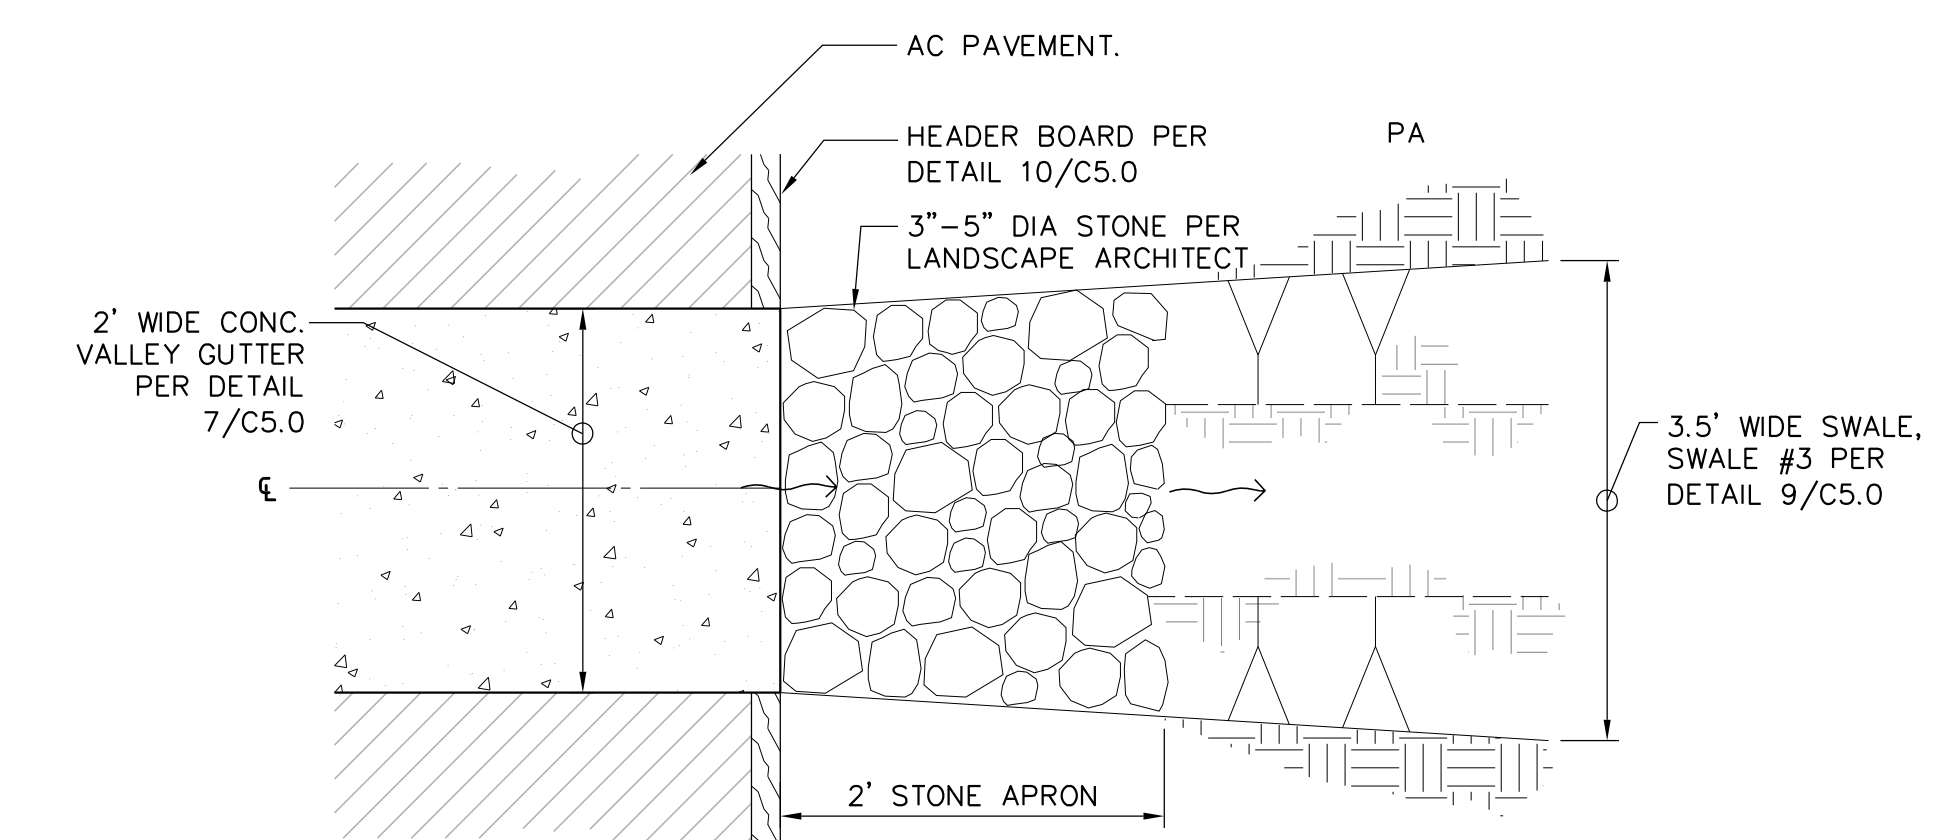 AC PAVEMENT.
HEADER BOARD PER
DETAIL 10/C5.0
PA
3"-5" DIA STONE PER
LANDSCAPE ARCHITECT
2' WIDE CONC.
VALLEY GUTTER
PER DETAIL
7/C5.0
℄
3.5' WIDE SWALE,
SWALE #3 PER
DETAIL 9/C5.0
2' STONE APRON